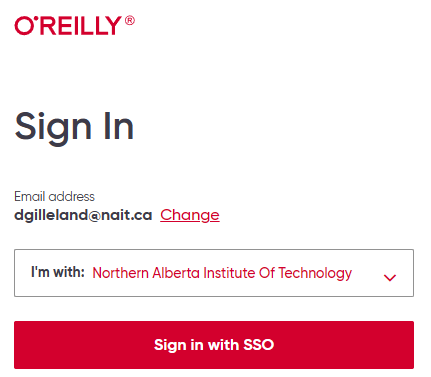 O'REILLY®
Sign In
Email address
dgilleland@nait.ca Change
I'm with: Northern Alberta Institute Of Technology
Sign in with SSO